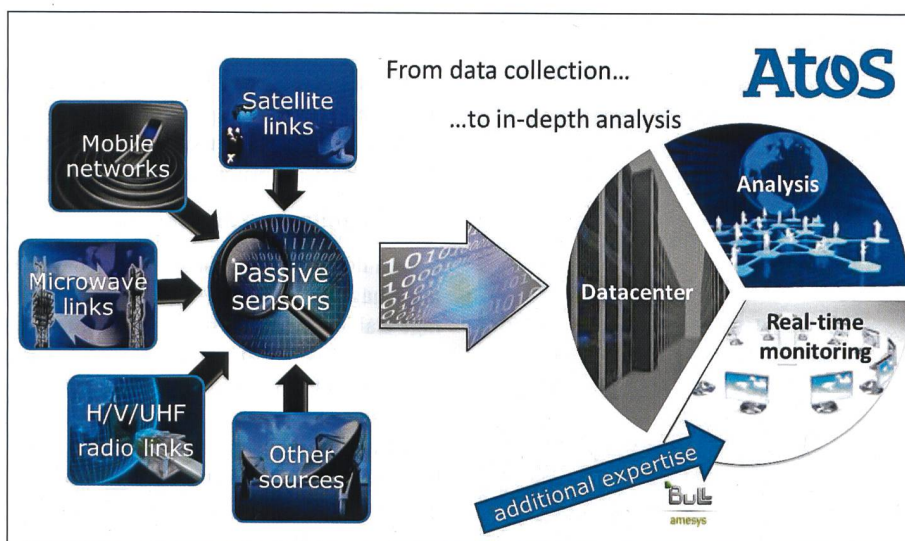 From data collection...
...to in-depth analysis
Atos
Satellite
links
Mobile
networks
Microwave
links
Passive
sensors
H/V/UHF
radio links
Other
sources
Datacenter
Analysis
Real-time
monitoring
additional expertise
Bull
amesys